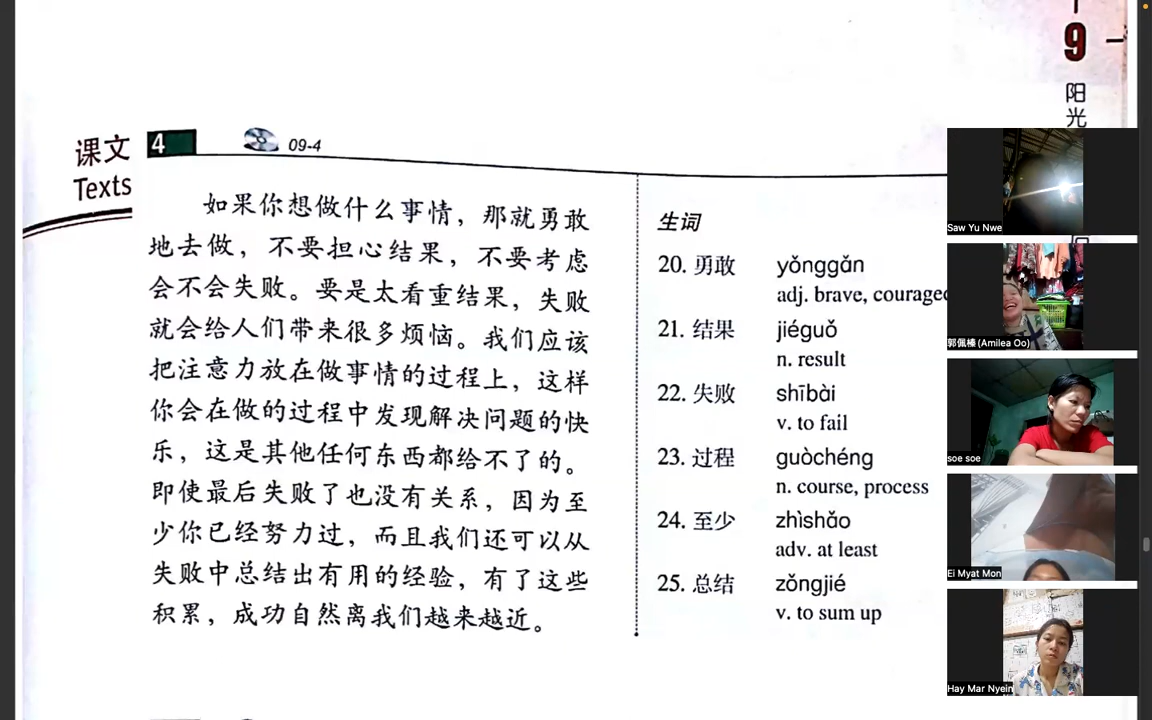 9
阳光
课文
Texts
4
09-4
如果你想做什么事情，那就勇敢
地去做，不要担心结果，不要考虑
会不会失败。要是太看重结果，失败
就会给人们带来很多烦恼。我们应该
把注意力放在做事情的过程上，这样
你会在做的过程中发现解决问题的快
乐，这是其他任何东西都给不了的。
即使最后失败了也没有关系，因为至
少你已经努力过，而且我们还可以从
失败中总结出有用的经验，有了这些
积累，成功自然离我们越来越近。
生词
20. 勇敢 yǒnggǎn
adj. brave, couraged
21. 结果 jiéguǒ
n. result
22. 失败 shībài
v. to fail
23. 过程 guòchéng
n. course, process
24. 至少 zhìshǎo
adv. at least
25. 总结 zǒngjié
v. to sum up
Saw Yu Nwe
郭佩榛 (Amilea Oo)
soe soe
Ei Myat Mon
Hay Mar Nyein